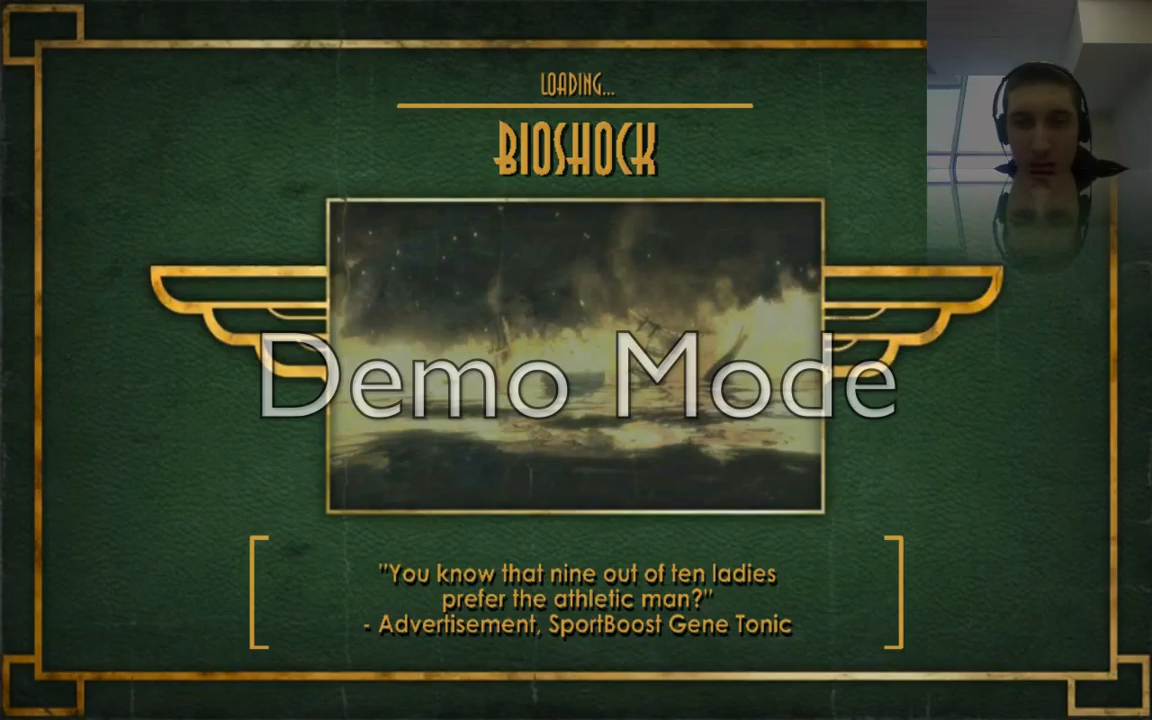 LOADING...
BIOSHOCK
Demo Mode
"You know that nine out of ten ladies
prefer the athletic man?"
- Advertisement, SportBoost Gene Tonic